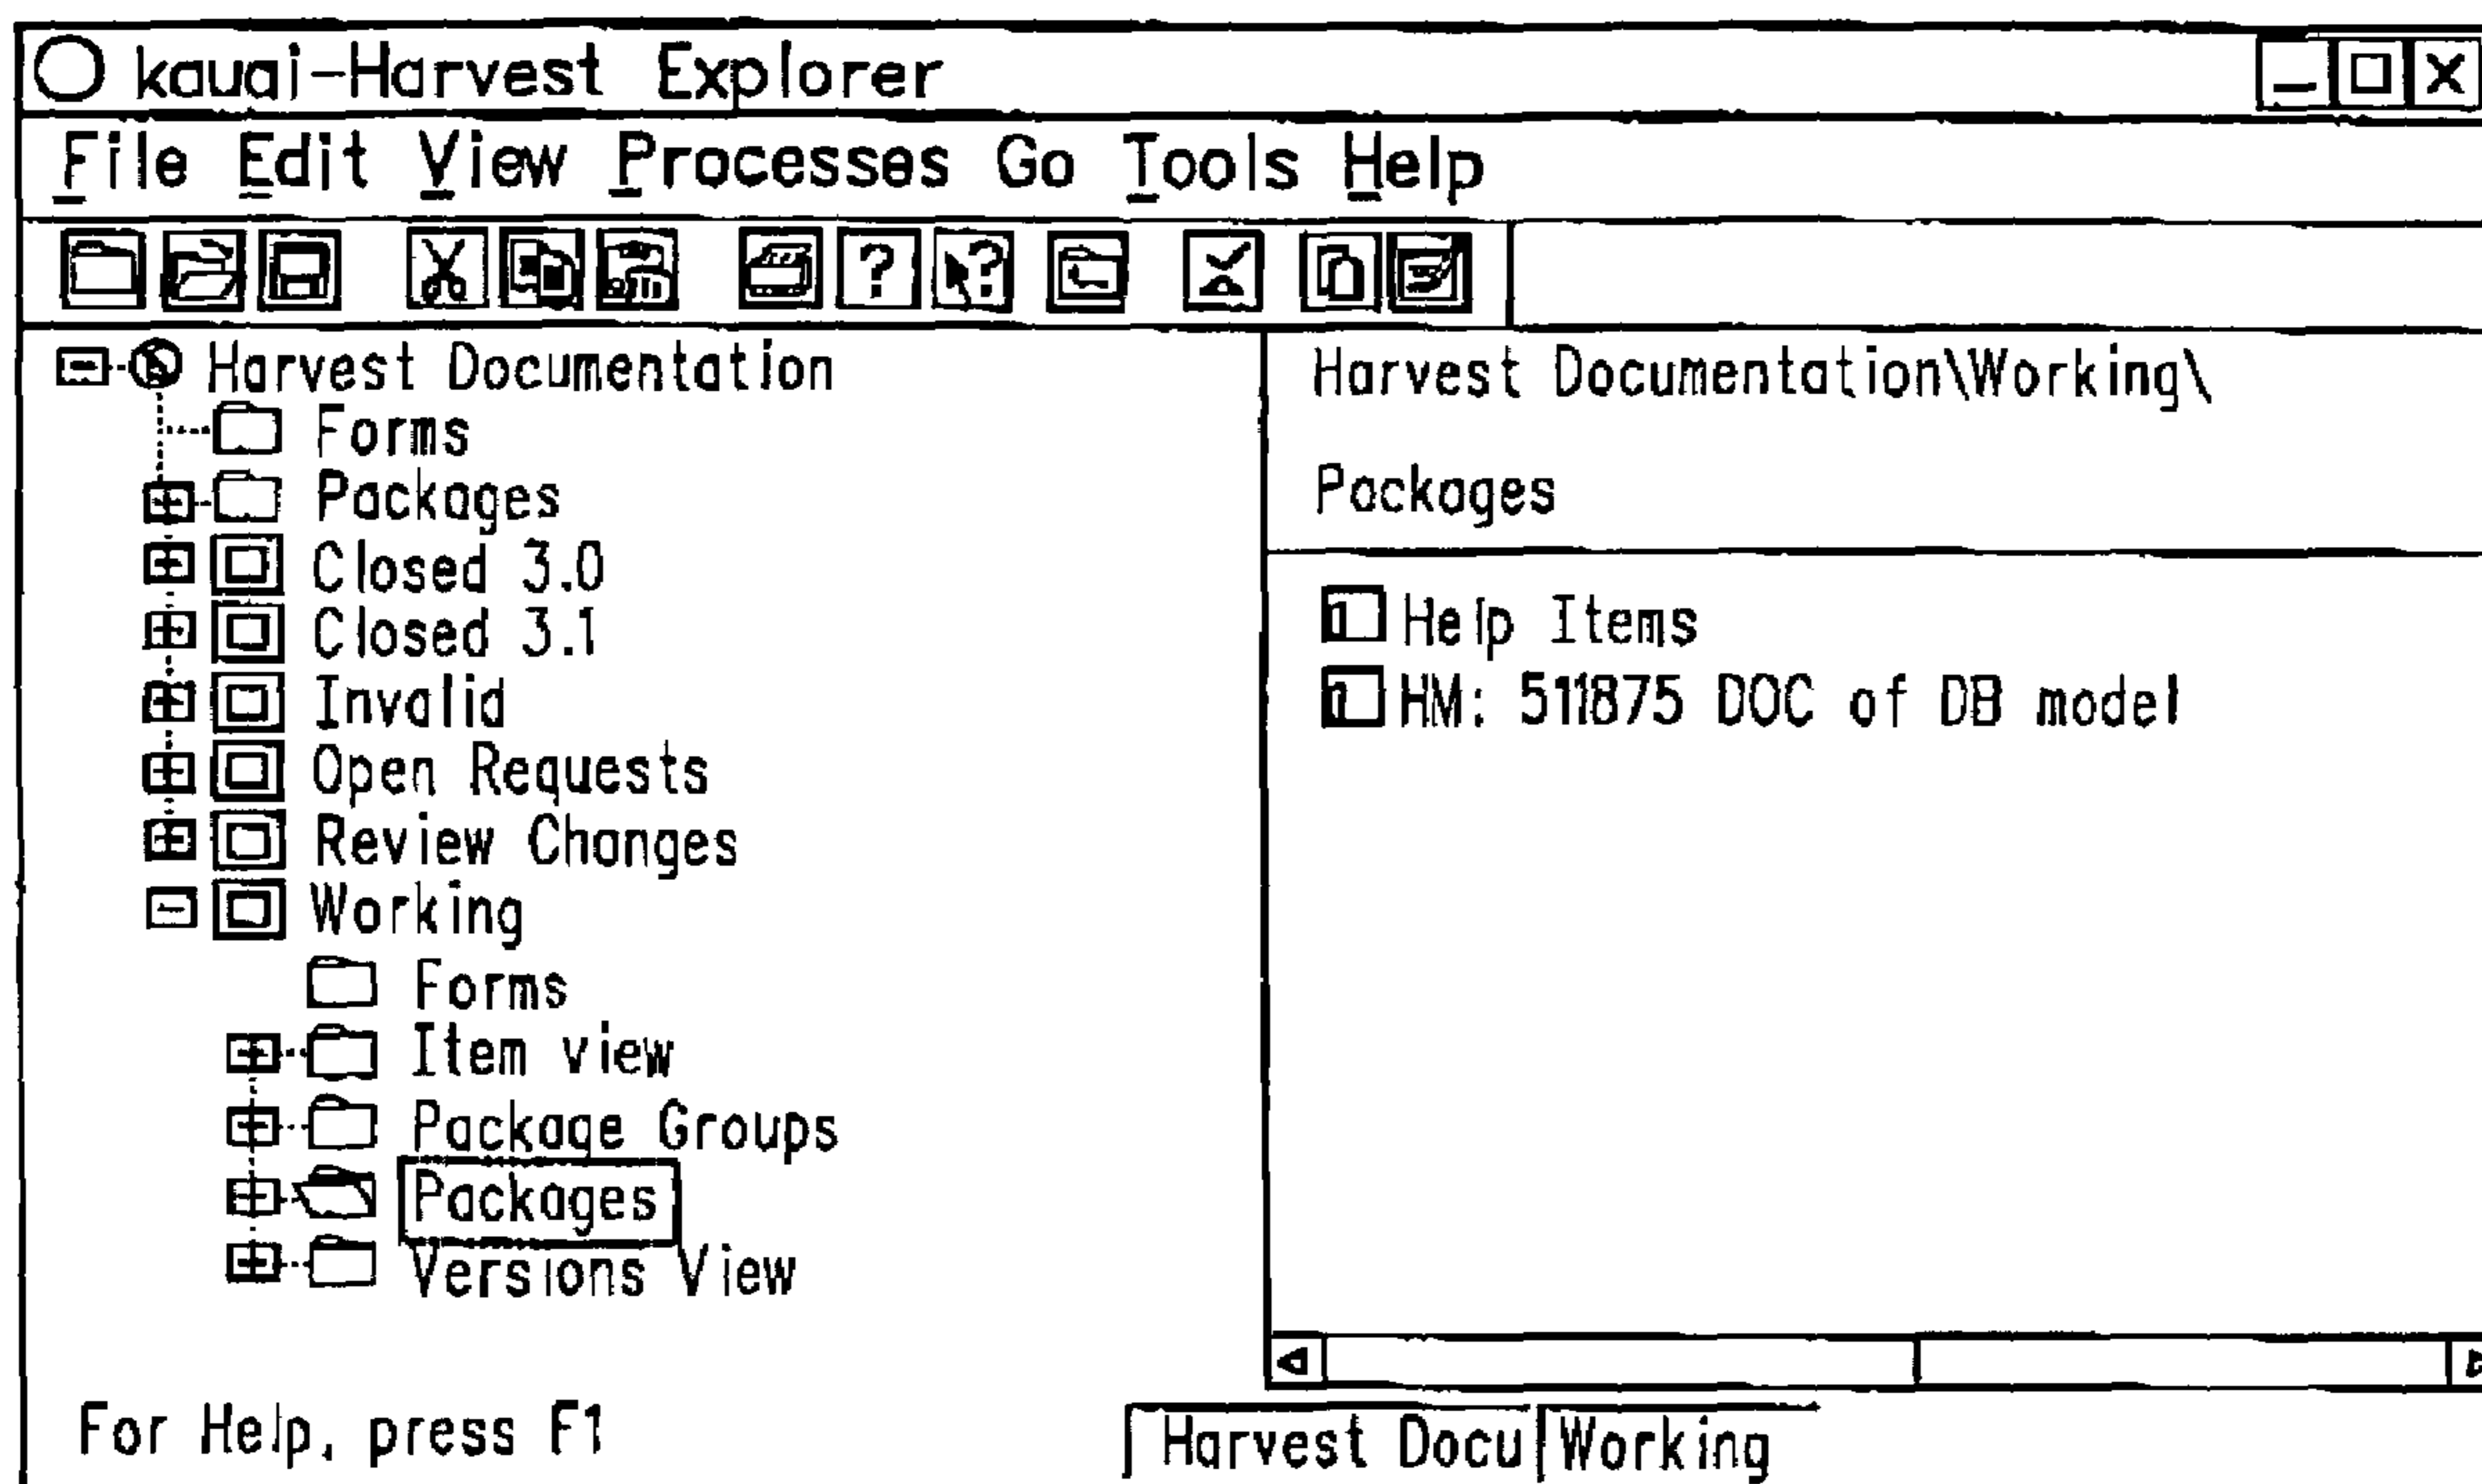 kauai-Harvest Explorer
File Edit View Processes Go Tools Help
Harvest Documentation
Forms
Packages
Closed 3.0
Closed 3.1
Invalid
Open Requests
Review Changes
Working
Forms
Item view
Package Groups
Packages
Versions View
Harvest Documentation\Working\
Packages
Help Items
HM: 511875 DOC of DB model
For Help, press F1
Harvest Docu Working